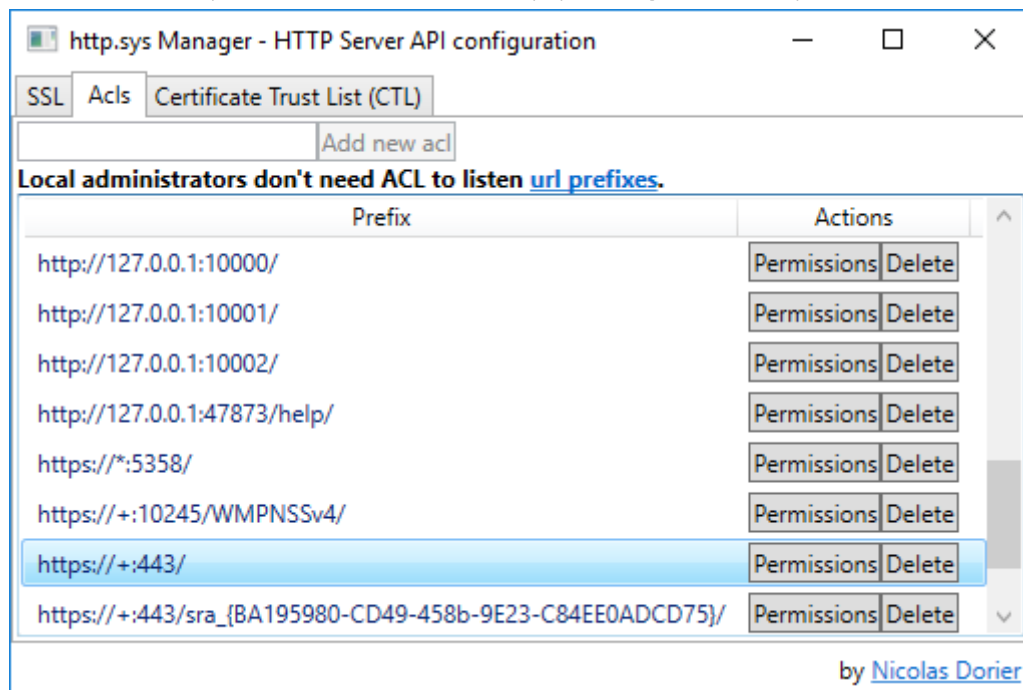 http.sys Manager - HTTP Server API configuration
SSL Acls Certificate Trust List (CTL)
Add new acl
Local administrators don't need ACL to listen url prefixes.
Prefix Actions
http://127.0.0.1:10000/ Permissions Delete
http://127.0.0.1:10001/ Permissions Delete
http://127.0.0.1:10002/ Permissions Delete
http://127.0.0.1:47873/help/ Permissions Delete
https://*:5358/ Permissions Delete
https://+:10245/WMPNSSv4/ Permissions Delete
https://+:443/ Permissions Delete
https://+:443/sra_{BA195980-CD49-458b-9E23-C84EE0ADCD75}/ Permissions Delete
by Nicolas Dorier